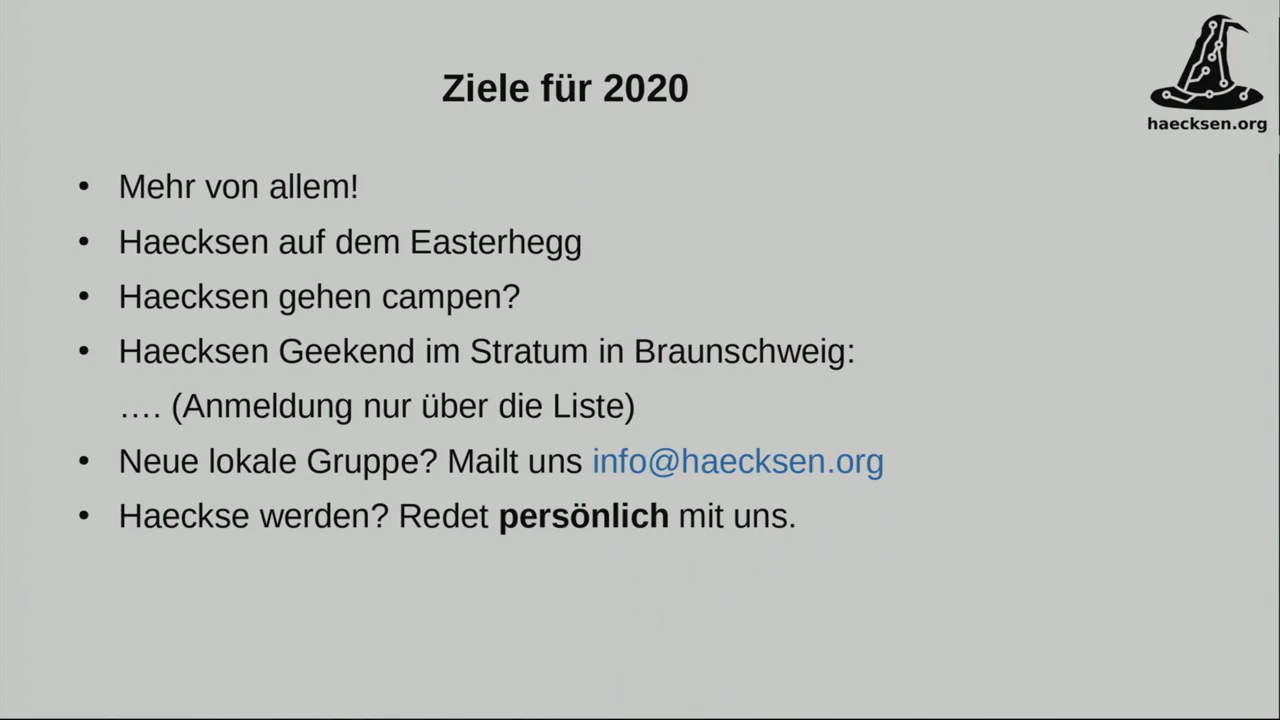 Ziele für 2020
haecksen.org
• Mehr von allem!
• Haecksen auf dem Easterhegg
• Haecksen gehen campen?
• Haecksen Geekend im Stratum in Braunschweig:
…. (Anmeldung nur über die Liste)
• Neue lokale Gruppe? Mailt uns info@haecksen.org
• Haeckse werden? Redet persönlich mit uns.